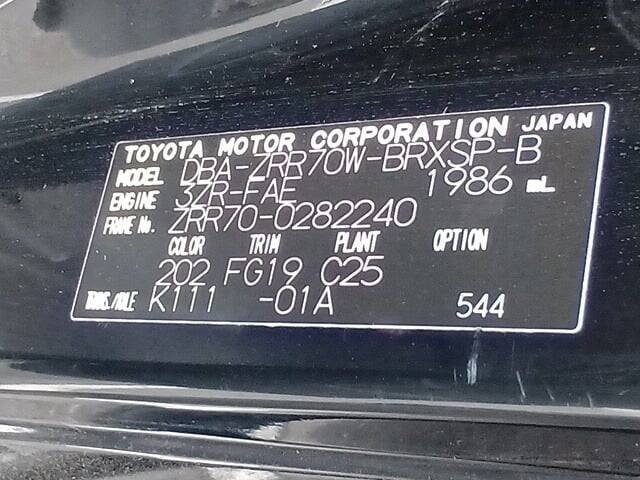 TOYOTA MOTOR CORPORATION JAPAN
MODEL DBA-ZRR70W-BRXSP-B
ENGINE 3ZR-FAE 1986 mL
FRAME No. ZRR70-0282240
COLOR TRIM PLANT OPTION
202 FG19 C25
TRANS./AXLE K111 -01A 544